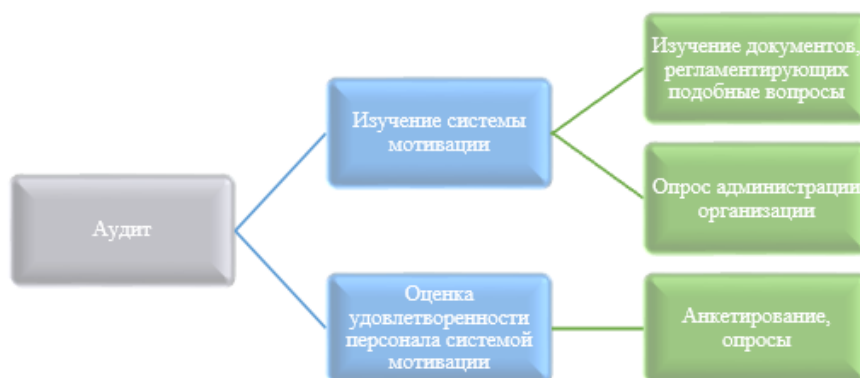 Аудит
Изучение системы
мотивации
Оценка
удовлетворенности
персонала системой
мотивации
Изучение документов,
регламентирующих
подобные вопросы
Опрос администрации
организации
Анкетирование,
опросы